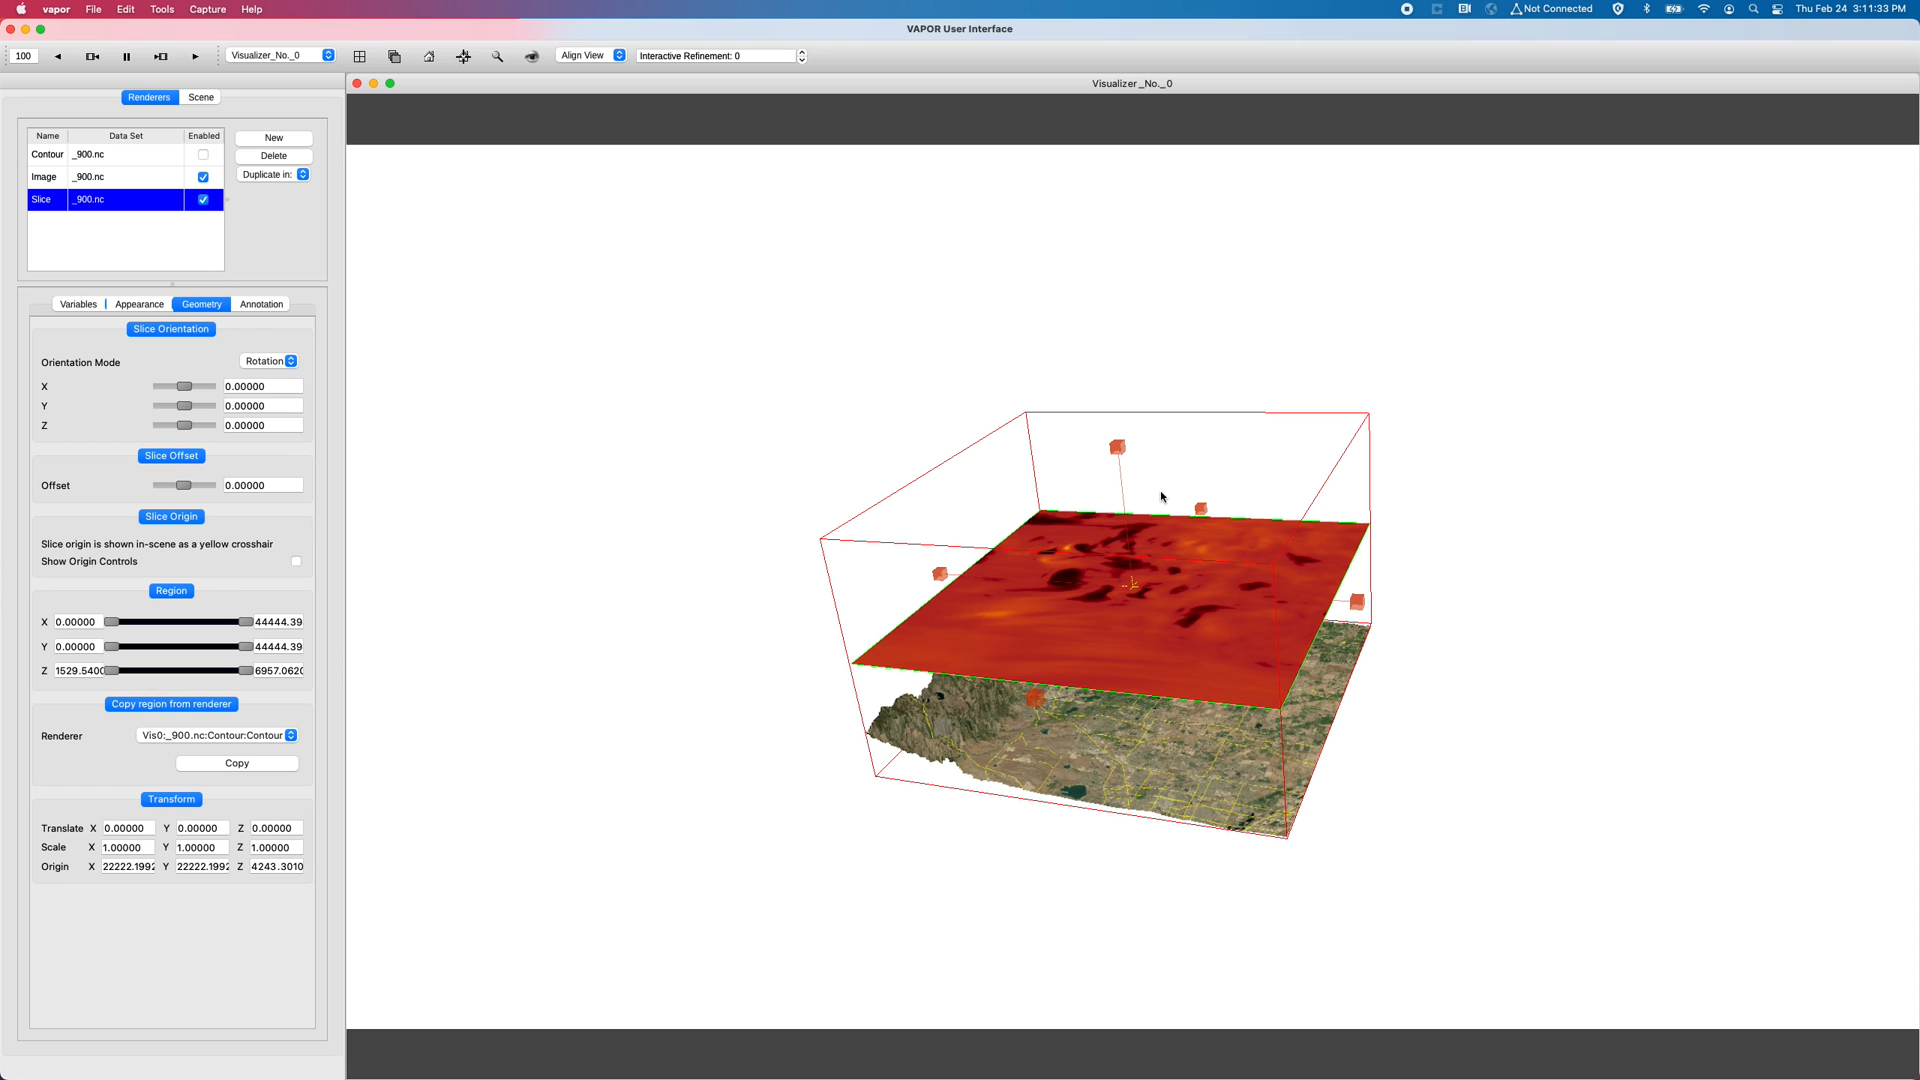 vapor File Edit Tools Capture Help
Not Connected Thu Feb 24 3:11:33 PM
VAPOR User Interface
100 Visualizer_No._0 Align View Interactive Refinement: 0
Visualizer_No._0
Renderers Scene
Name Data Set Enabled
Contour _900.nc
Image _900.nc
Slice _900.nc
New
Delete
Duplicate in:
Variables Appearance Geometry Annotation
Slice Orientation
Orientation Mode Rotation
X 0.00000
Y 0.00000
Z 0.00000
Slice Offset
Offset 0.00000
Slice Origin
Slice origin is shown in-scene as a yellow crosshair
Show Origin Controls
Region
X 0.00000 44444.39
Y 0.00000 44444.39
Z 1529.5400 6957.0620
Copy region from renderer
Renderer Vis0:_900.nc:Contour:Contour
Copy
Transform
Translate X 0.00000 Y 0.00000 Z 0.00000
Scale X 1.00000 Y 1.00000 Z 1.00000
Origin X 22222.1992 Y 22222.1992 Z 4243.3010